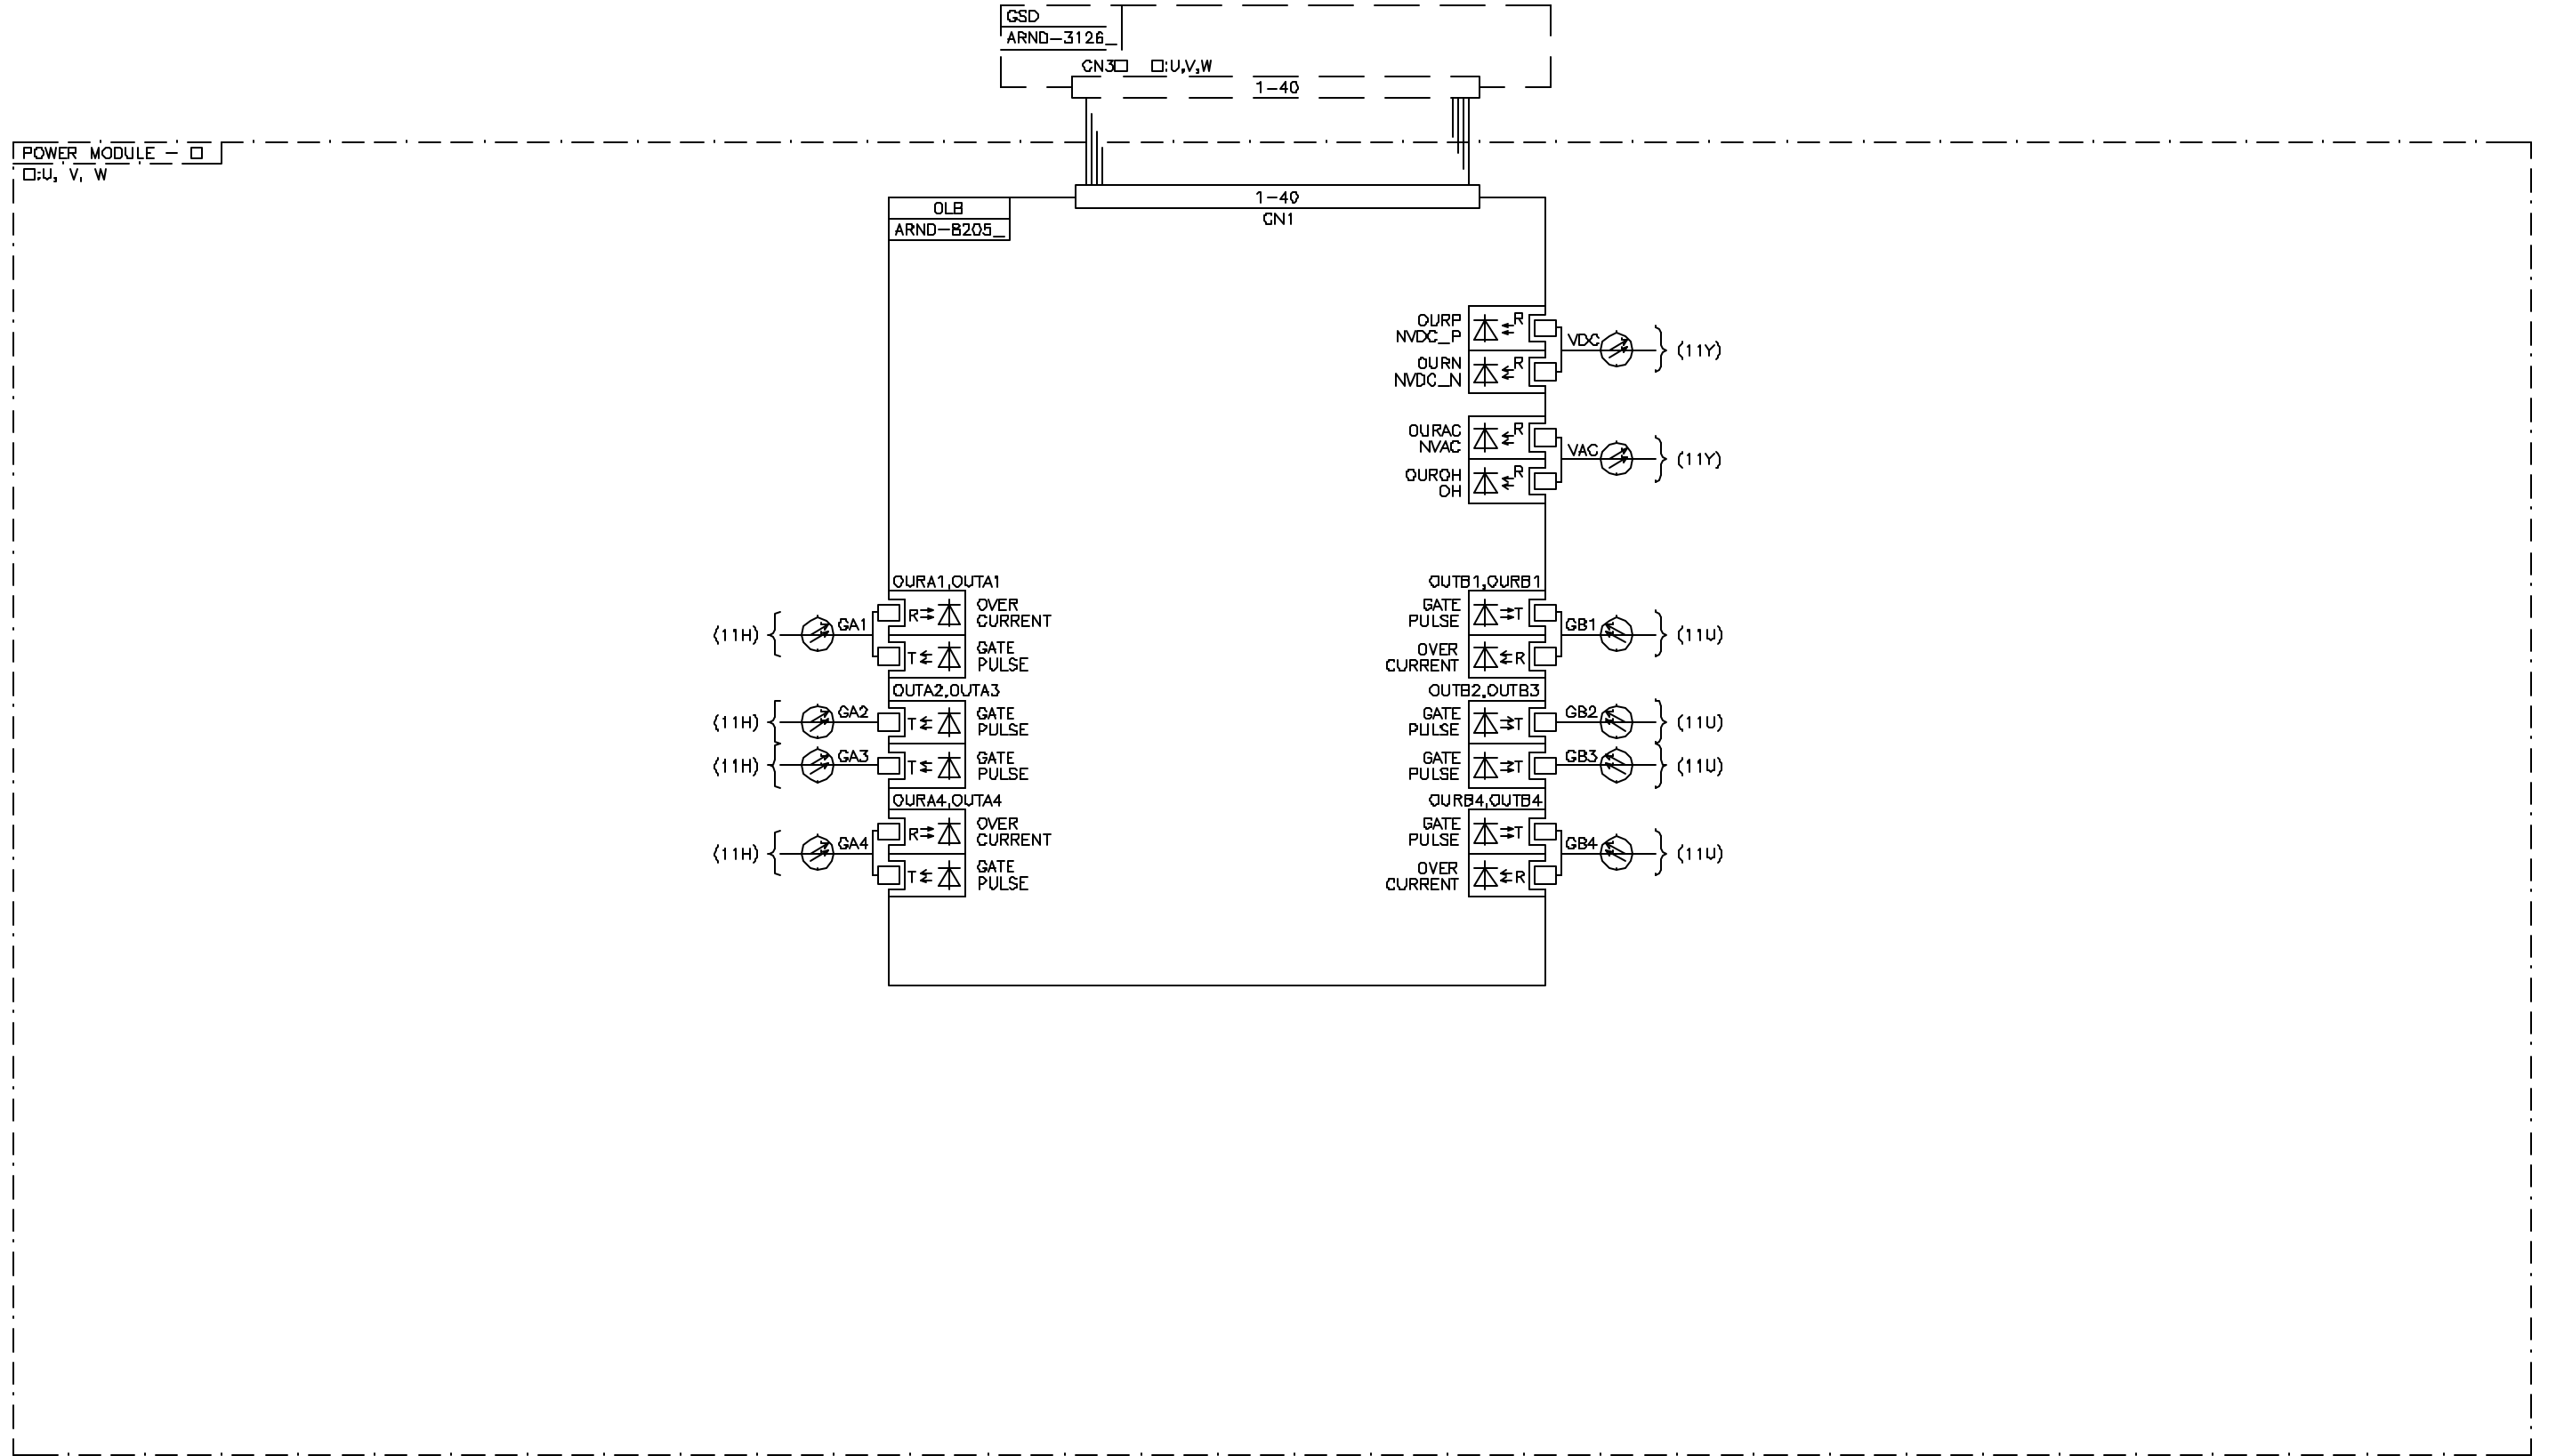 GSD
ARND-3126_
CN3□ □:U,V,W
1-40
POWER MODULE - □
□:U, V, W
1-40
CN1
OLB
ARND-8205_
OURP
NVDC_P
R
VDC
(11Y)
OURN
NVDC_N
R
OURAC
NVAC
R
VAC
(11Y)
OUROH
OH
R
OURA1,OUTA1
OVER
CURRENT
R
GA1
(11H)
GATE
PULSE
T
OUTA2,OUTA3
GATE
PULSE
T
GA2
(11H)
GATE
PULSE
T
GA3
(11H)
OURA4,OUTA4
OVER
CURRENT
R
GA4
(11H)
GATE
PULSE
T
OUTB1,OURB1
GATE
PULSE
T
GB1
(11U)
OVER
CURRENT
R
OUTB2,OUTB3
GATE
PULSE
T
GB2
(11U)
GATE
PULSE
T
GB3
(11U)
OURB4,OUTB4
GATE
PULSE
T
GB4
(11U)
OVER
CURRENT
R